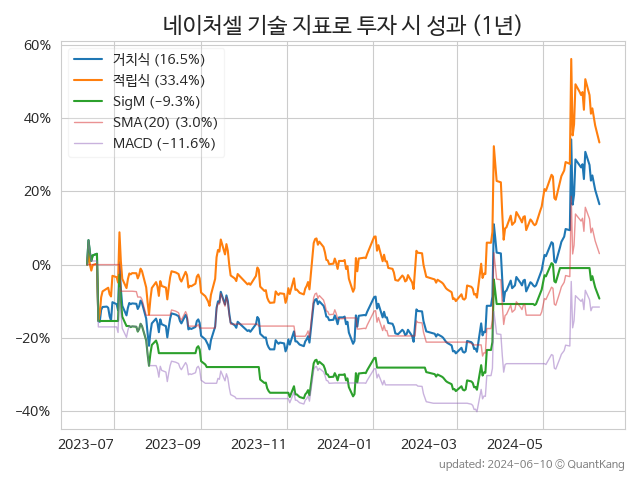 네이처셀 기술 지표로 투자 시 성과 (1년)
60%
40%
20%
0%
−20%
−40%
거치식 (16.5%)
적립식 (33.4%)
SigM (−9.3%)
SMA(20) (3.0%)
MACD (−11.6%)
2023-07 2023-09 2023-11 2024-01 2024-03 2024-05
updated: 2024-06-10 © QuantKang